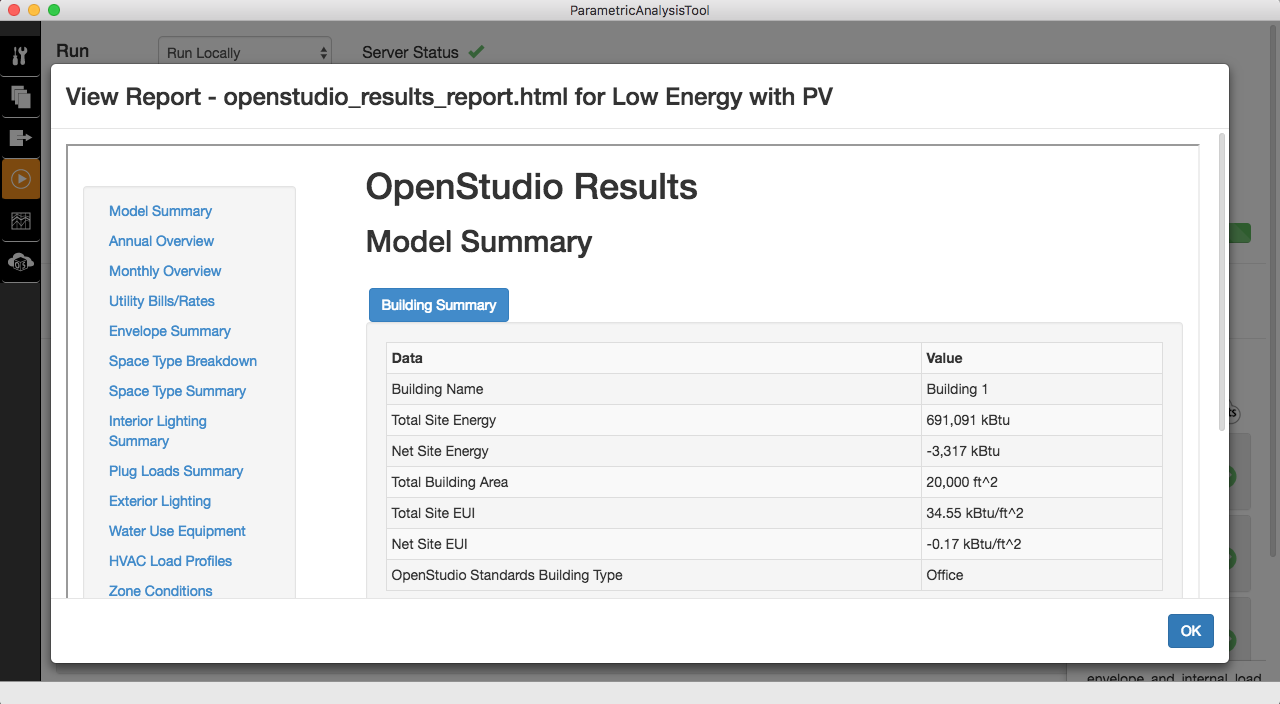 ParametricAnalysisTool
Run
Run Locally
Server Status
View Report - openstudio_results_report.html for Low Energy with PV
Model Summary
Annual Overview
Monthly Overview
Utility Bills/Rates
Envelope Summary
Space Type Breakdown
Space Type Summary
Interior Lighting
Summary
Plug Loads Summary
Exterior Lighting
Water Use Equipment
HVAC Load Profiles
Zone Conditions
OpenStudio Results
Model Summary
Building Summary
Data Value
Building Name Building 1
Total Site Energy 691,091 kBtu
Net Site Energy -3,317 kBtu
Total Building Area 20,000 ft^2
Total Site EUI 34.55 kBtu/ft^2
Net Site EUI -0.17 kBtu/ft^2
OpenStudio Standards Building Type Office
OK
envelope and internal load